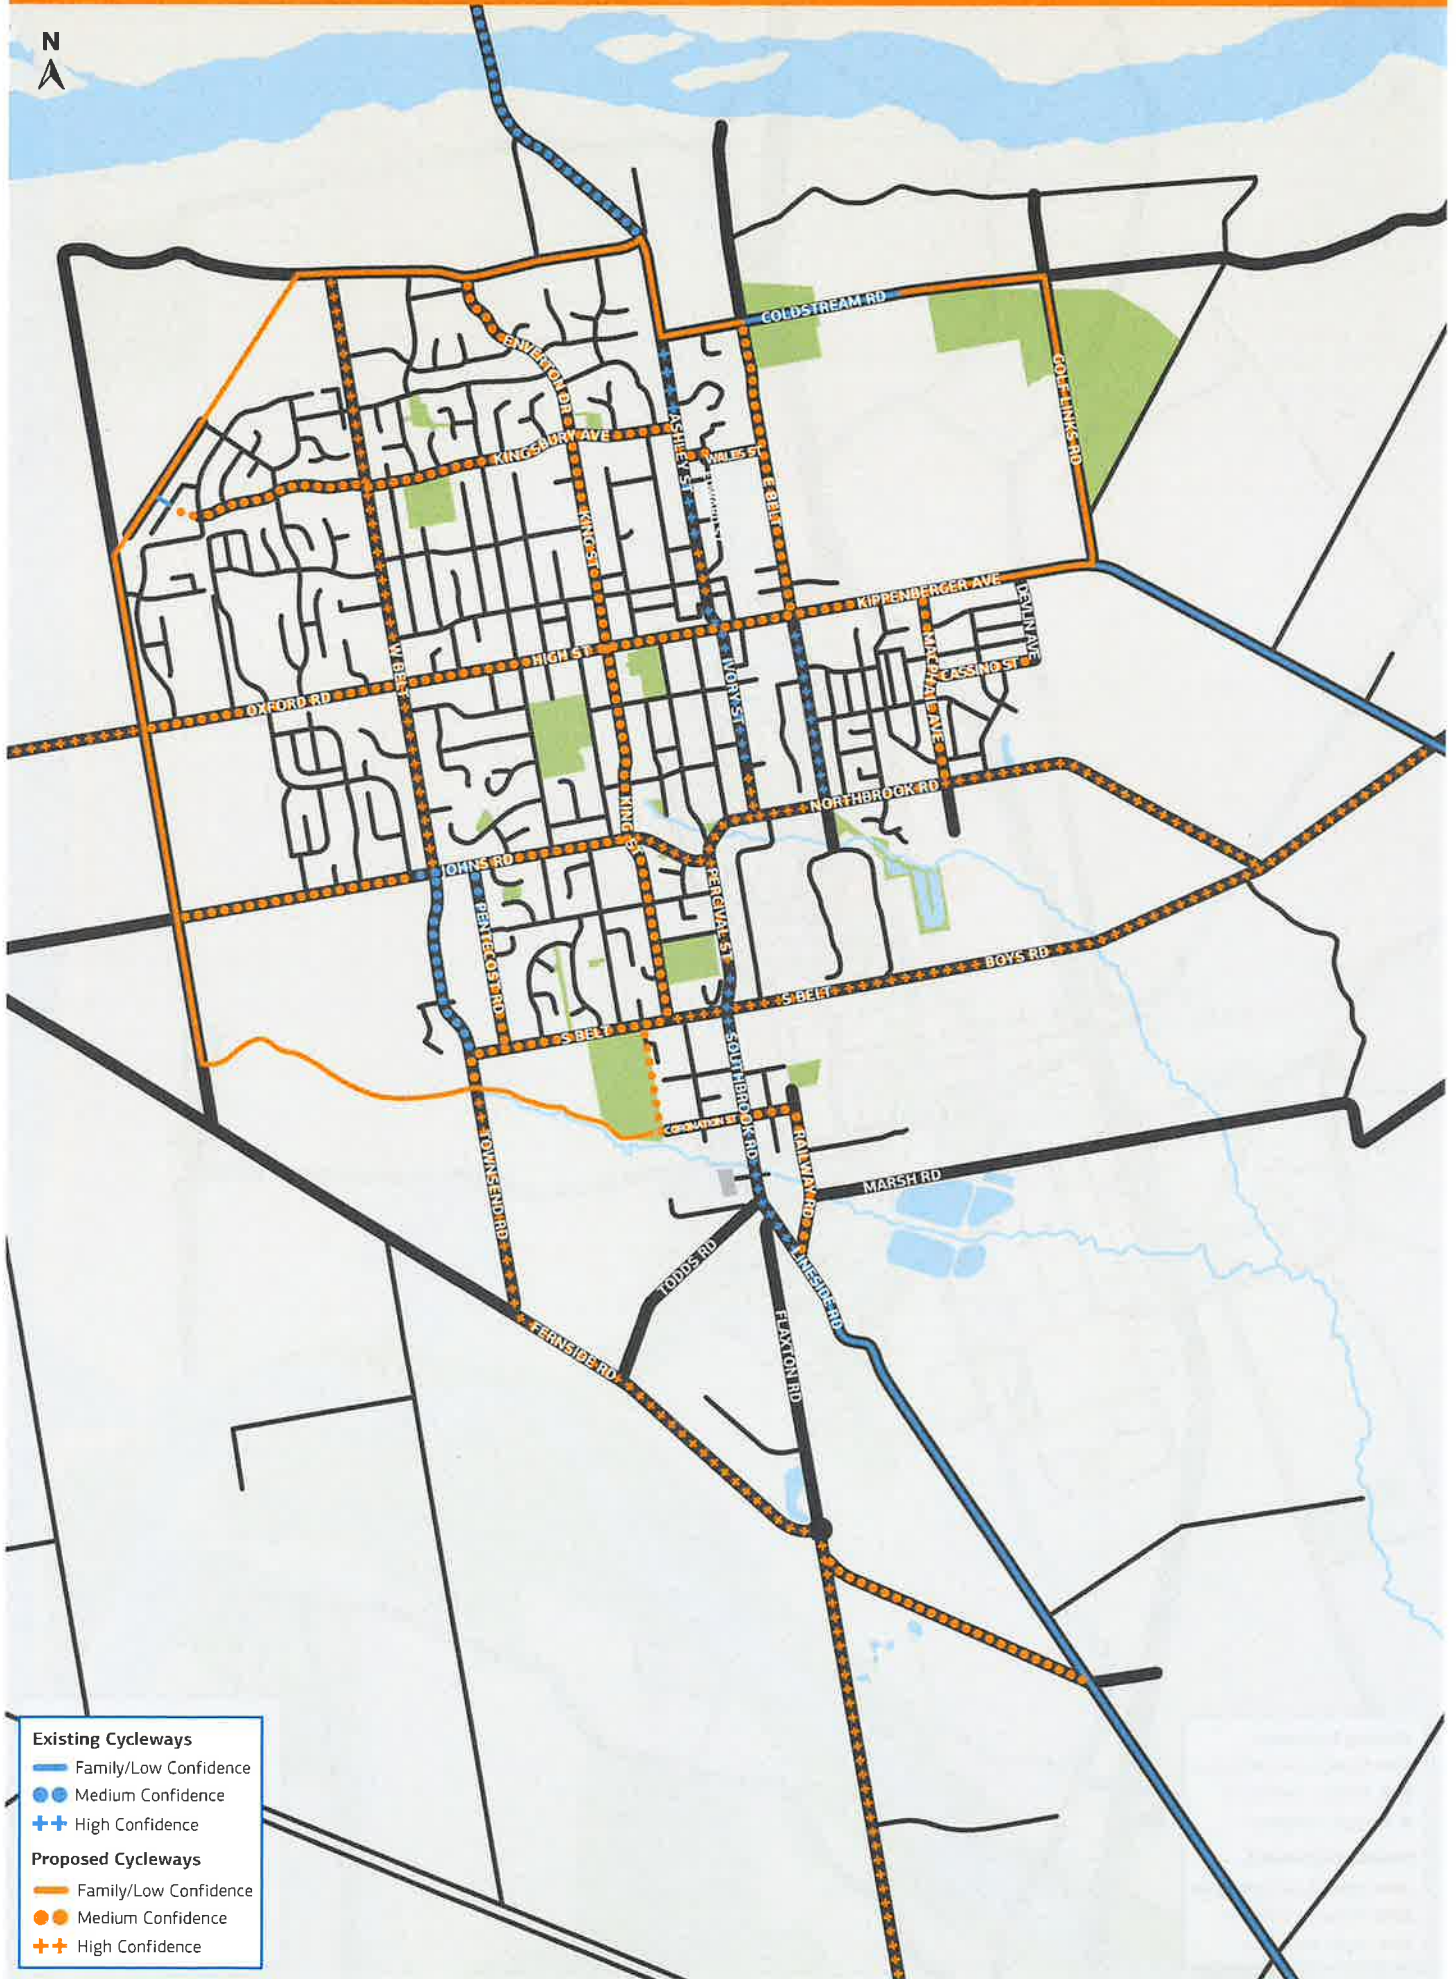 N
COLDSTREAM RD
ENVERTON DR
GOLF LINKS RD
KINGSBURY AVE
ASHLEY ST
WALES ST
E BELT
KING ST
KIPPENBERGER AVE
DEVLIN AVE
MACPHAIL AVE
CASSINO ST
HIGH ST
W BELT
IVORY ST
OXFORD RD
NORTHBROOK RD
KING ST
JOHNS RD
PERCIVAL ST
PENTECOST RD
BOYS RD
S BELT
S BELT
SOUTHBROOK RD
CORONATION ST
RAILWAY RD
TOWNSEND RD
MARSH RD
TODDS RD
LINESIDE RD
FLAXTON RD
FERNSIDE RD
Existing Cycleways
Family/Low Confidence
Medium Confidence
High Confidence
Proposed Cycleways
Family/Low Confidence
Medium Confidence
High Confidence